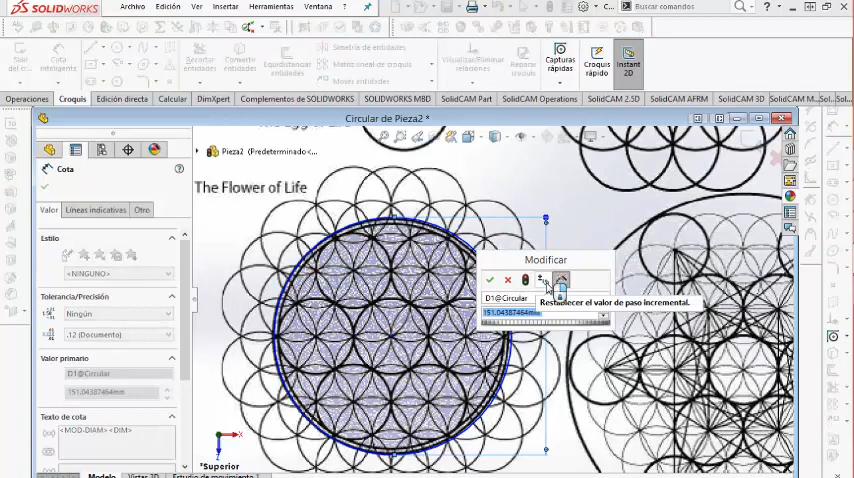 SOLIDWORKS Archivo Edición Ver Insertar Herramientas Ventana ? Buscar comandos
Cota inteligente
Recortar entidades
Convertir entidades
Equidistanciar entidades
Simetría de entidades
Matriz lineal de croquis
Mover entidades
Visualizar/Eliminar relaciones
Reparar croquis
Capturas rápidas
Croquis rápido
Instant 2D
Operaciones Croquis Edición directa Calcular DimXpert Complementos de SOLIDWORKS SOLIDWORKS MBD SolidCAM Part SolidCAM Operations SolidCAM 2.5D SolidCAM AFRM SolidCAM 3D SolidCAM M...
Circular de Pieza2 *
Pieza2 (Predeterminado<...
Cota
Valor Líneas indicativas Otro
Estilo
<NINGUNO>
Tolerancia/Precisión
Ningún
.12 (Documento)
Valor primario
D1@Circular
151.04387464mm
Texto de cota
<MOD-DIAM><DIM>
The Flower of Life
Modificar
D1@Circular
Restablecer el valor de paso incremental.
151.04387464mm
X
Z
*Superior
Modelo Vistas 3D Estudio de movimiento 1